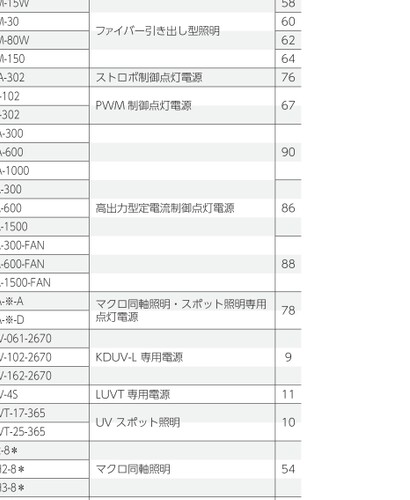 M-15W 58
M-30 ファイバー引き出し型照明 60
M-80W 62
M-150 64
A-302 ストロボ制御点灯電源 76
-102 PWM 制御点灯電源 67
-302
A-300 90
A-600
A-1000
-300 高出力型定電流制御点灯電源 86
-600
-1500
-300-FAN 88
-600-FAN
-1500-FAN
A-※-A マクロ同軸照明・スポット照明専用 78
A-※-D 点灯電源
V-061-2670 KDUV-L 専用電源 9
V-102-2670
V-162-2670
V-4S LUVT 専用電源 11
VT-17-365 UV スポット照明 10
VT-25-365
-8＊ マクロ同軸照明 54
H2-8＊
H3-8＊